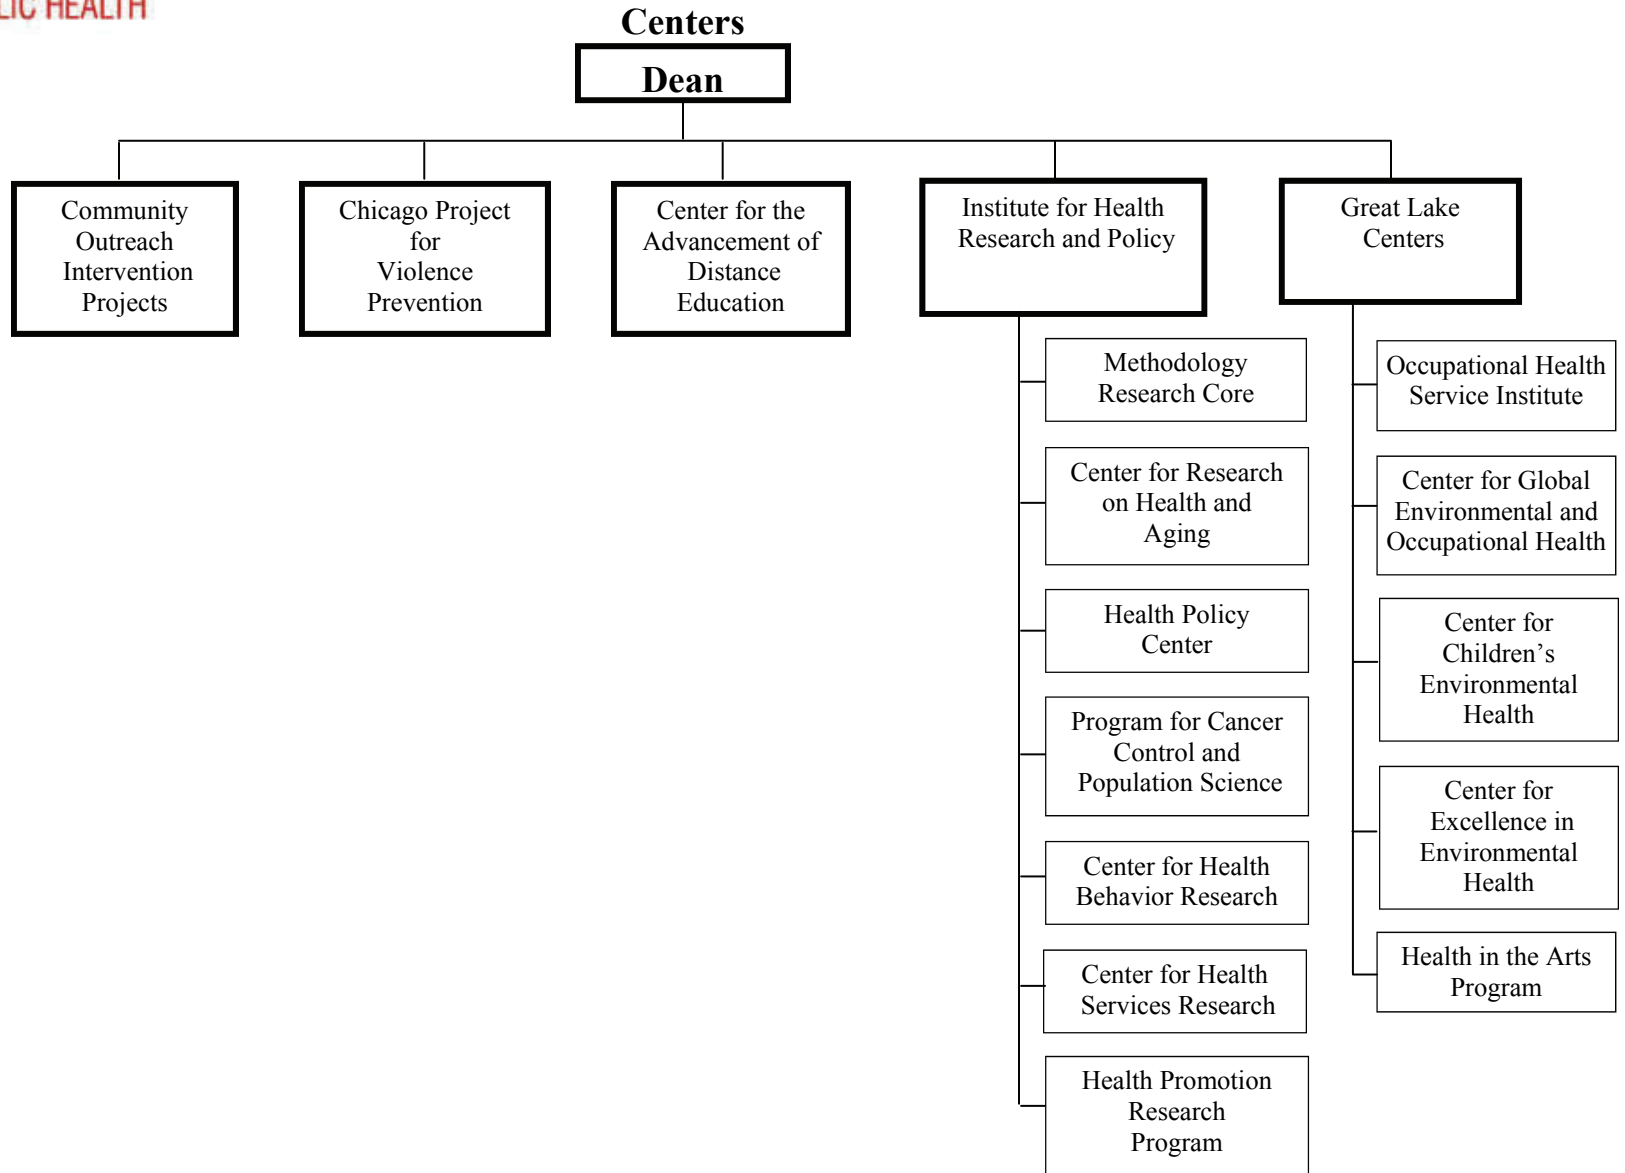 PUBLIC HEALTH
Centers
Dean
Community
Outreach
Intervention
Projects
Chicago Project
for
Violence
Prevention
Center for the
Advancement of
Distance
Education
Institute for Health
Research and Policy
Great Lake
Centers
Methodology
Research Core
Center for Research
on Health and
Aging
Health Policy
Center
Program for Cancer
Control and
Population Science
Center for Health
Behavior Research
Center for Health
Services Research
Health Promotion
Research
Program
Occupational Health
Service Institute
Center for Global
Environmental and
Occupational Health
Center for
Children’s
Environmental
Health
Center for
Excellence in
Environmental
Health
Health in the Arts
Program